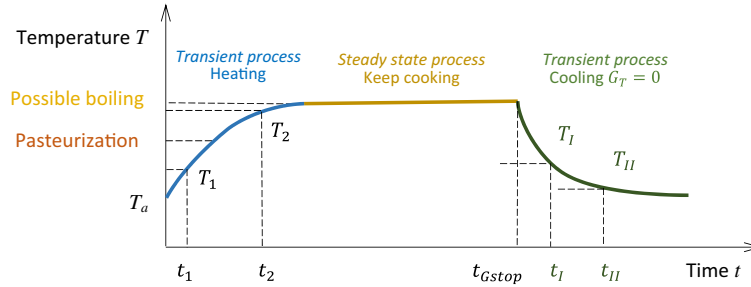 Temperature T
Transient process
Heating
Steady state process
Keep cooking
Transient process
Cooling G_T = 0
Possible boiling
Pasteurization
T_2
T_I
T_1
T_II
T_a
t_1
t_2
t_Gstop
t_I
t_II
Time t